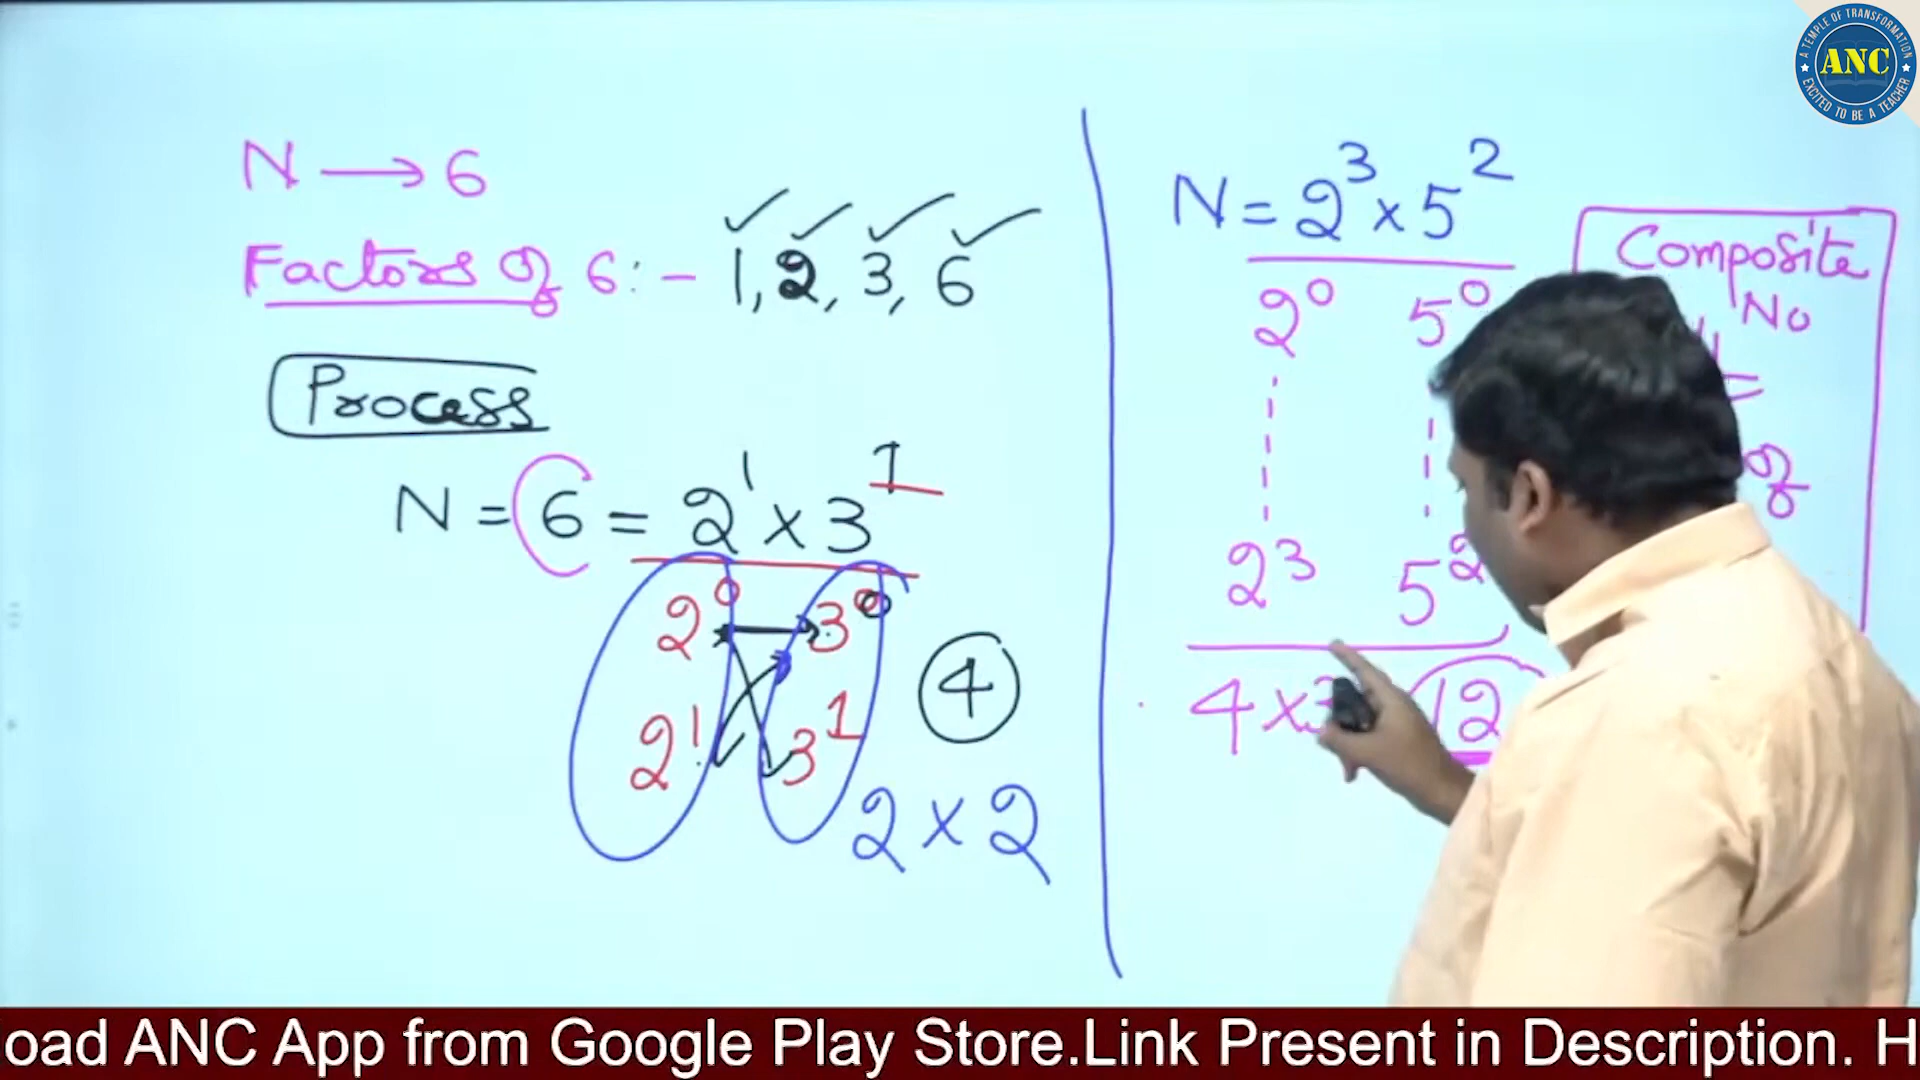 N → 6
Factors of 6 :- 1, 2, 3, 6
Process
N = 6 = 2¹ × 3¹
2⁰ 3⁰
2¹ 3¹
4
2 × 2
N = 2³ × 5²
2⁰ 5⁰
2³ 5²
4 × 3 12
Composite
No
of
A TEMPLE OF TRANSFORMATION
ANC
EXCITED TO BE A TEACHER
oad ANC App from Google Play Store.Link Present in Description. H